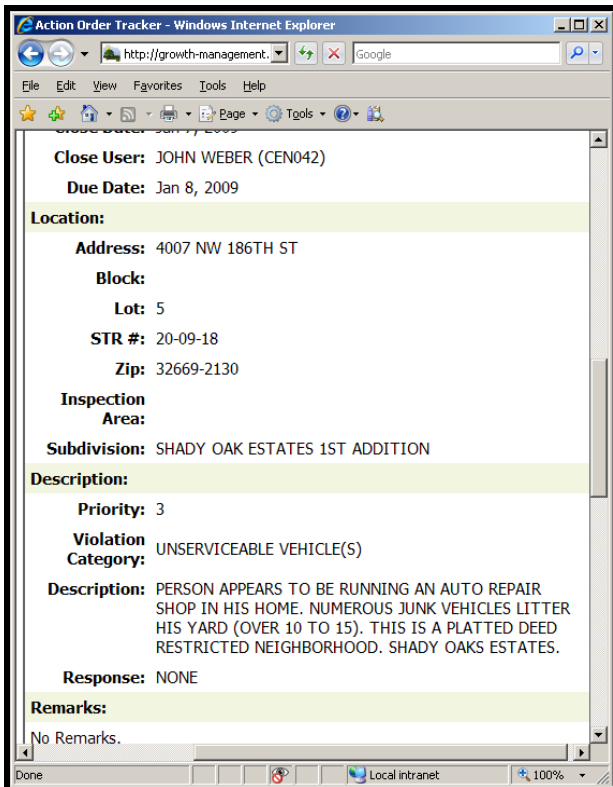 Action Order Tracker - Windows Internet Explorer
http://growth-management.
Google
File Edit View Favorites Tools Help
Page Tools
Close Date: Jan 7, 2009
Close User: JOHN WEBER (CEN042)
Due Date: Jan 8, 2009
Location:
Address: 4007 NW 186TH ST
Block:
Lot: 5
STR #: 20-09-18
Zip: 32669-2130
Inspection
Area:
Subdivision: SHADY OAK ESTATES 1ST ADDITION
Description:
Priority: 3
Violation
Category: UNSERVICEABLE VEHICLE(S)
Description: PERSON APPEARS TO BE RUNNING AN AUTO REPAIR
SHOP IN HIS HOME. NUMEROUS JUNK VEHICLES LITTER
HIS YARD (OVER 10 TO 15). THIS IS A PLATTED DEED
RESTRICTED NEIGHBORHOOD. SHADY OAKS ESTATES.
Response: NONE
Remarks:
No Remarks.
Done Local intranet 100%